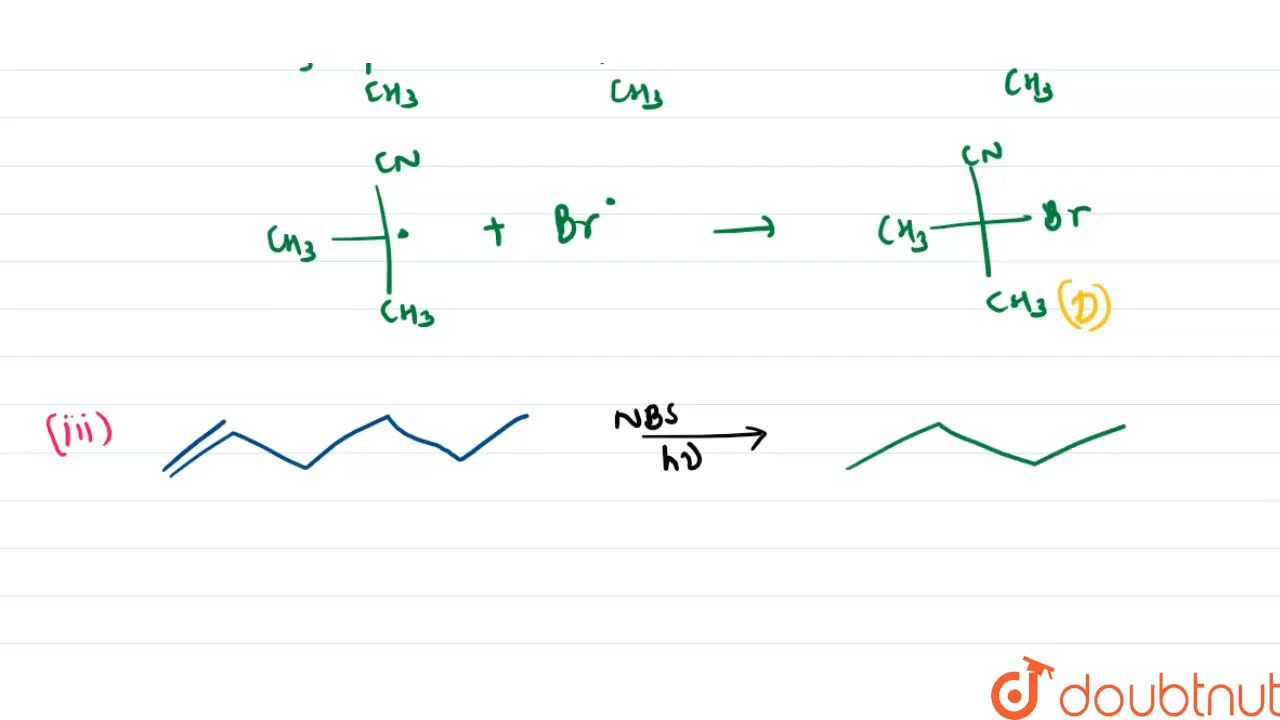 CH3 CH3 CH3
CN CN
CH3 • + Br• → CH3 Br
CH3 CH3 (D)
(iii) NBS
hν
doubtnut